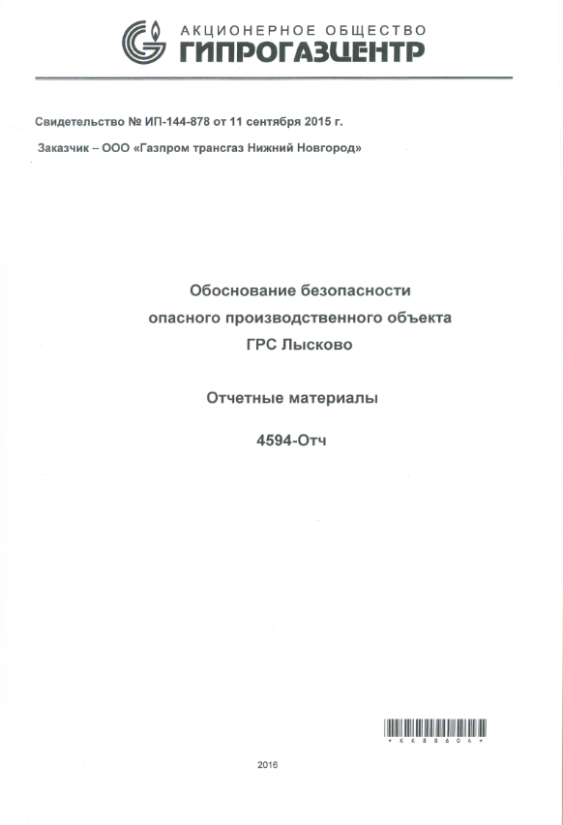 АКЦИОНЕРНОЕ ОБЩЕСТВО
ГИПРОГАЗЦЕНТР
Свидетельство № ИП-144-878 от 11 сентября 2015 г.
Заказчик – ООО «Газпром трансгаз Нижний Новгород»
Обоснование безопасности
опасного производственного объекта
ГРС Лысково
Отчетные материалы
4594-Отч
*КК88604*
2016